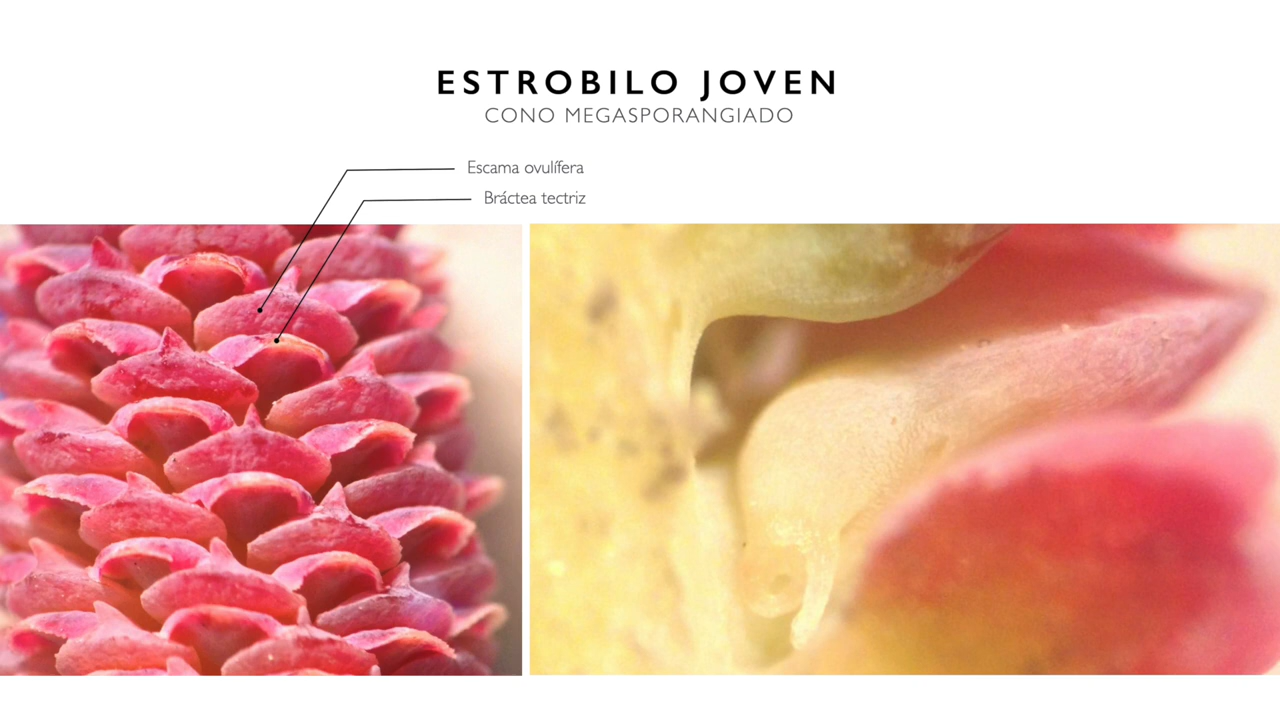 ESTROBILO JOVEN
CONO MEGASPORANGIADO
Escama ovulífera
Bráctea tectriz